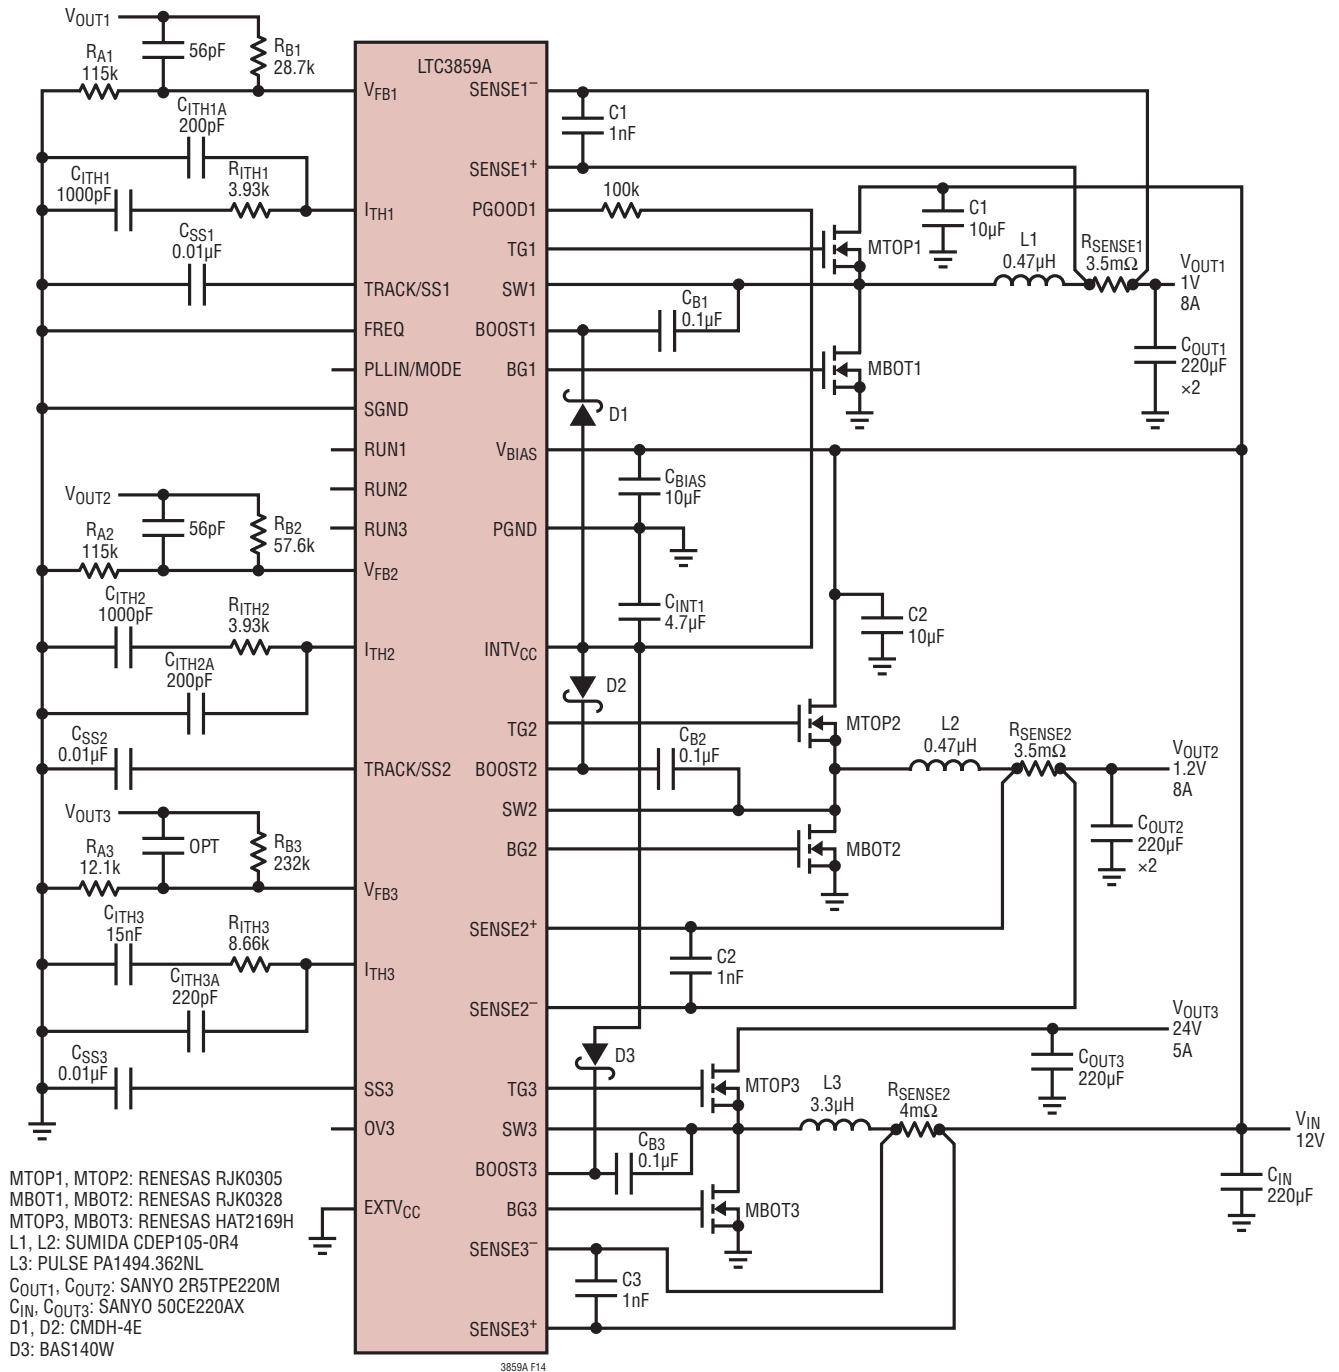 VOUT1
56pF
RB1
28.7k
RA1
115k
CITH1A
200pF
CITH1
1000pF
RITH1
3.93k
CSS1
0.01µF
VOUT2
56pF
RB2
57.6k
RA2
115k
CITH2
1000pF
RITH2
3.93k
CITH2A
200pF
CSS2
0.01µF
VOUT3
OPT
RB3
232k
RA3
12.1k
CITH3
15nF
RITH3
8.66k
CITH3A
220pF
CSS3
0.01µF
LTC3859A
VFB1
ITH1
TRACK/SS1
FREQ
PLLIN/MODE
SGND
RUN1
RUN2
RUN3
VFB2
ITH2
TRACK/SS2
VFB3
ITH3
SS3
OV3
EXTVCC
SENSE1–
SENSE1+
PGOOD1
TG1
SW1
BOOST1
BG1
VBIAS
PGND
INTVCC
TG2
BOOST2
SW2
BG2
SENSE2+
SENSE2–
TG3
SW3
BOOST3
BG3
SENSE3–
SENSE3+
C1
1nF
100k
MTOP1
C1
10µF
L1
0.47µH
RSENSE1
3.5mΩ
VOUT1
1V
8A
CB1
0.1µF
MBOT1
COUT1
220µF
×2
D1
CBIAS
10µF
CINT1
4.7µF
C2
10µF
D2
MTOP2
L2
0.47µH
RSENSE2
3.5mΩ
VOUT2
1.2V
8A
CB2
0.1µF
MBOT2
COUT2
220µF
×2
C2
1nF
VOUT3
24V
5A
D3
MTOP3
COUT3
220µF
L3
3.3µH
RSENSE2
4mΩ
VIN
12V
CB3
0.1µF
MBOT3
CIN
220µF
C3
1nF
MTOP1, MTOP2: RENESAS RJK0305
MBOT1, MBOT2: RENESAS RJK0328
MTOP3, MBOT3: RENESAS HAT2169H
L1, L2: SUMIDA CDEP105-0R4
L3: PULSE PA1494.362NL
COUT1, COUT2: SANYO 2R5TPE220M
CIN, COUT3: SANYO 50CE220AX
D1, D2: CMDH-4E
D3: BAS140W
3859A F14